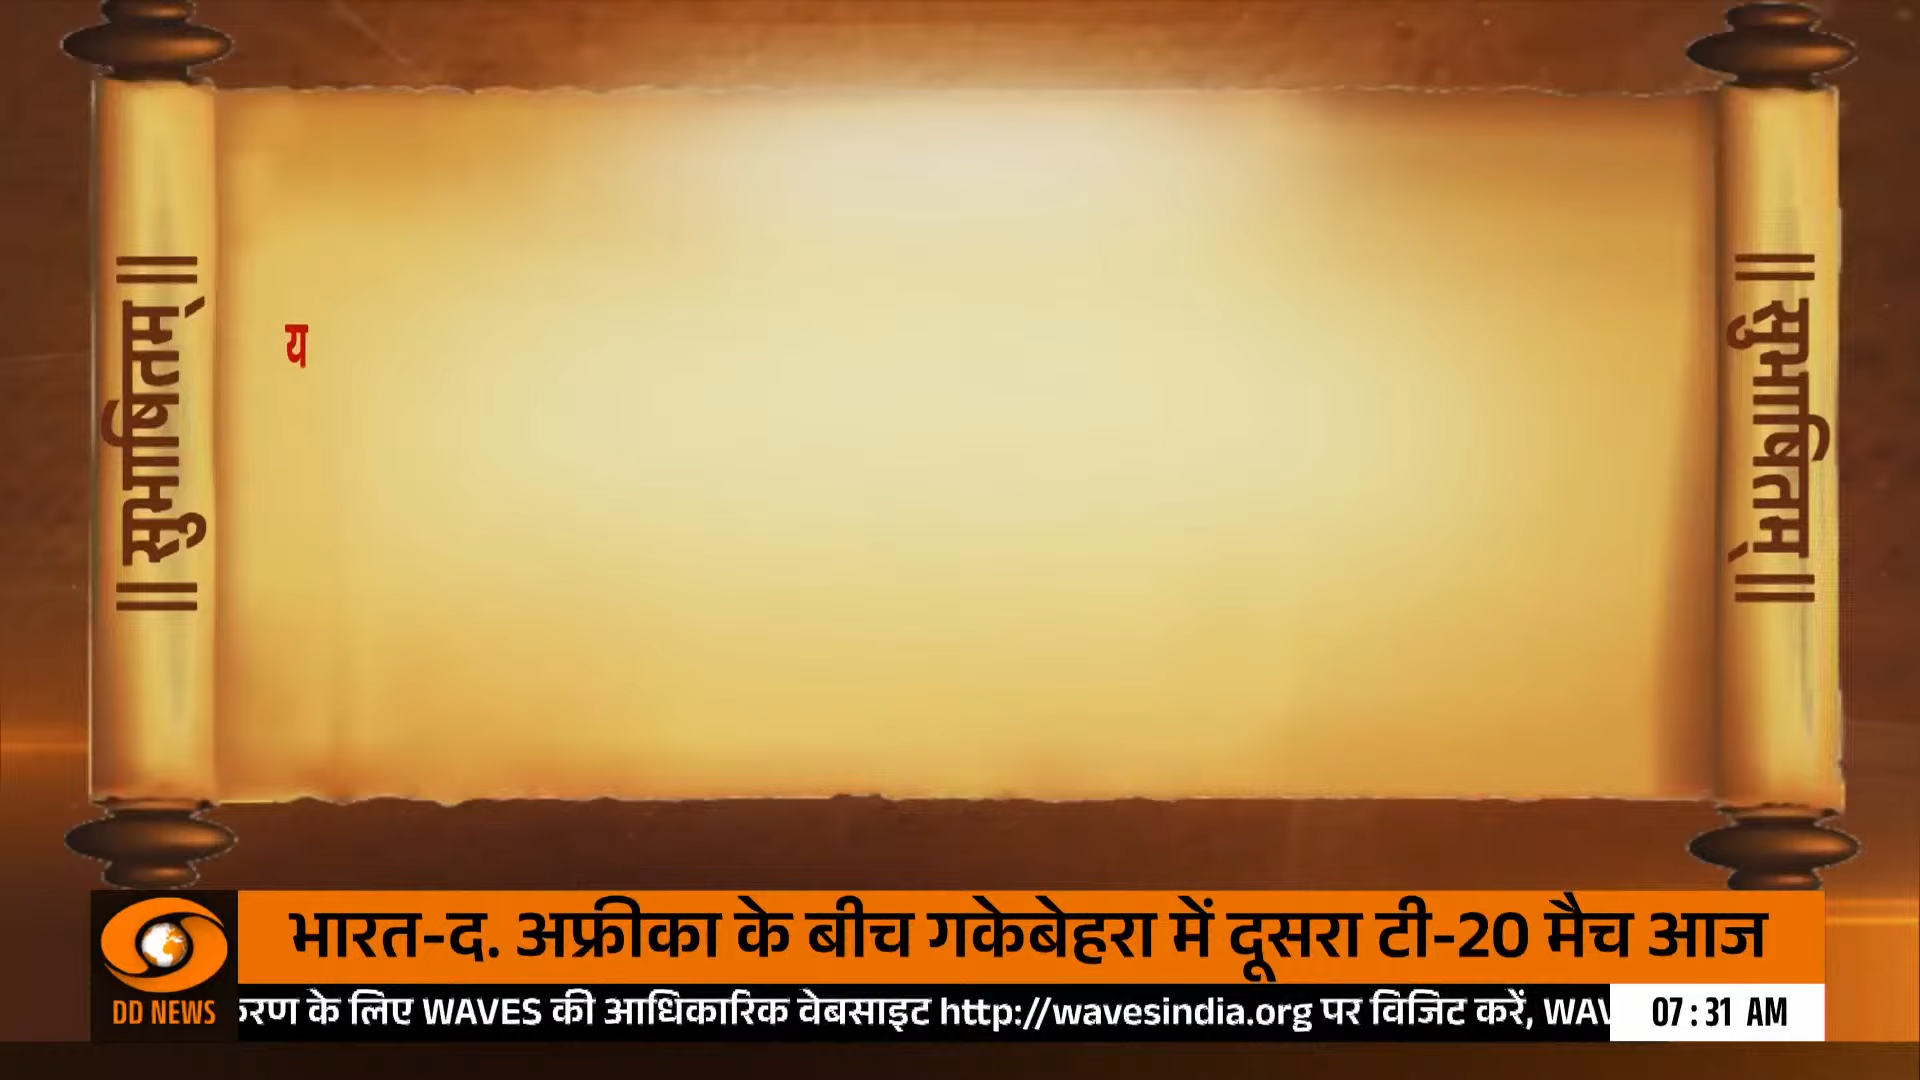 ॥ सुभाषितम् ॥
॥ सुभाषितम् ॥
य
भारत-द. अफ्रीका के बीच गकेबेहरा में दूसरा टी-20 मैच आज
DD NEWS
करण के लिए WAVES की आधिकारिक वेबसाइट http://wavesindia.org पर विजिट करें, WAV
07:31 AM